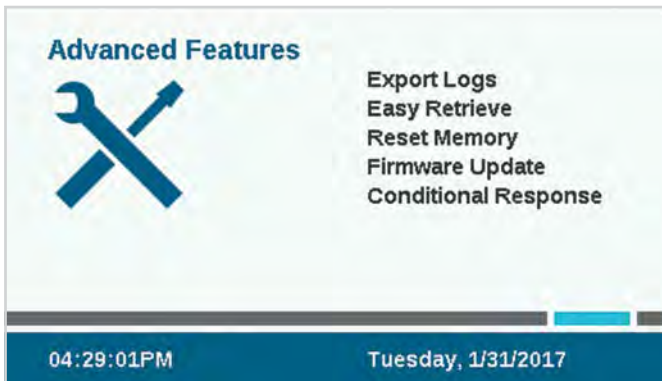 Advanced Features
Export Logs
Easy Retrieve
Reset Memory
Firmware Update
Conditional Response
04:29:01PM
Tuesday, 1/31/2017